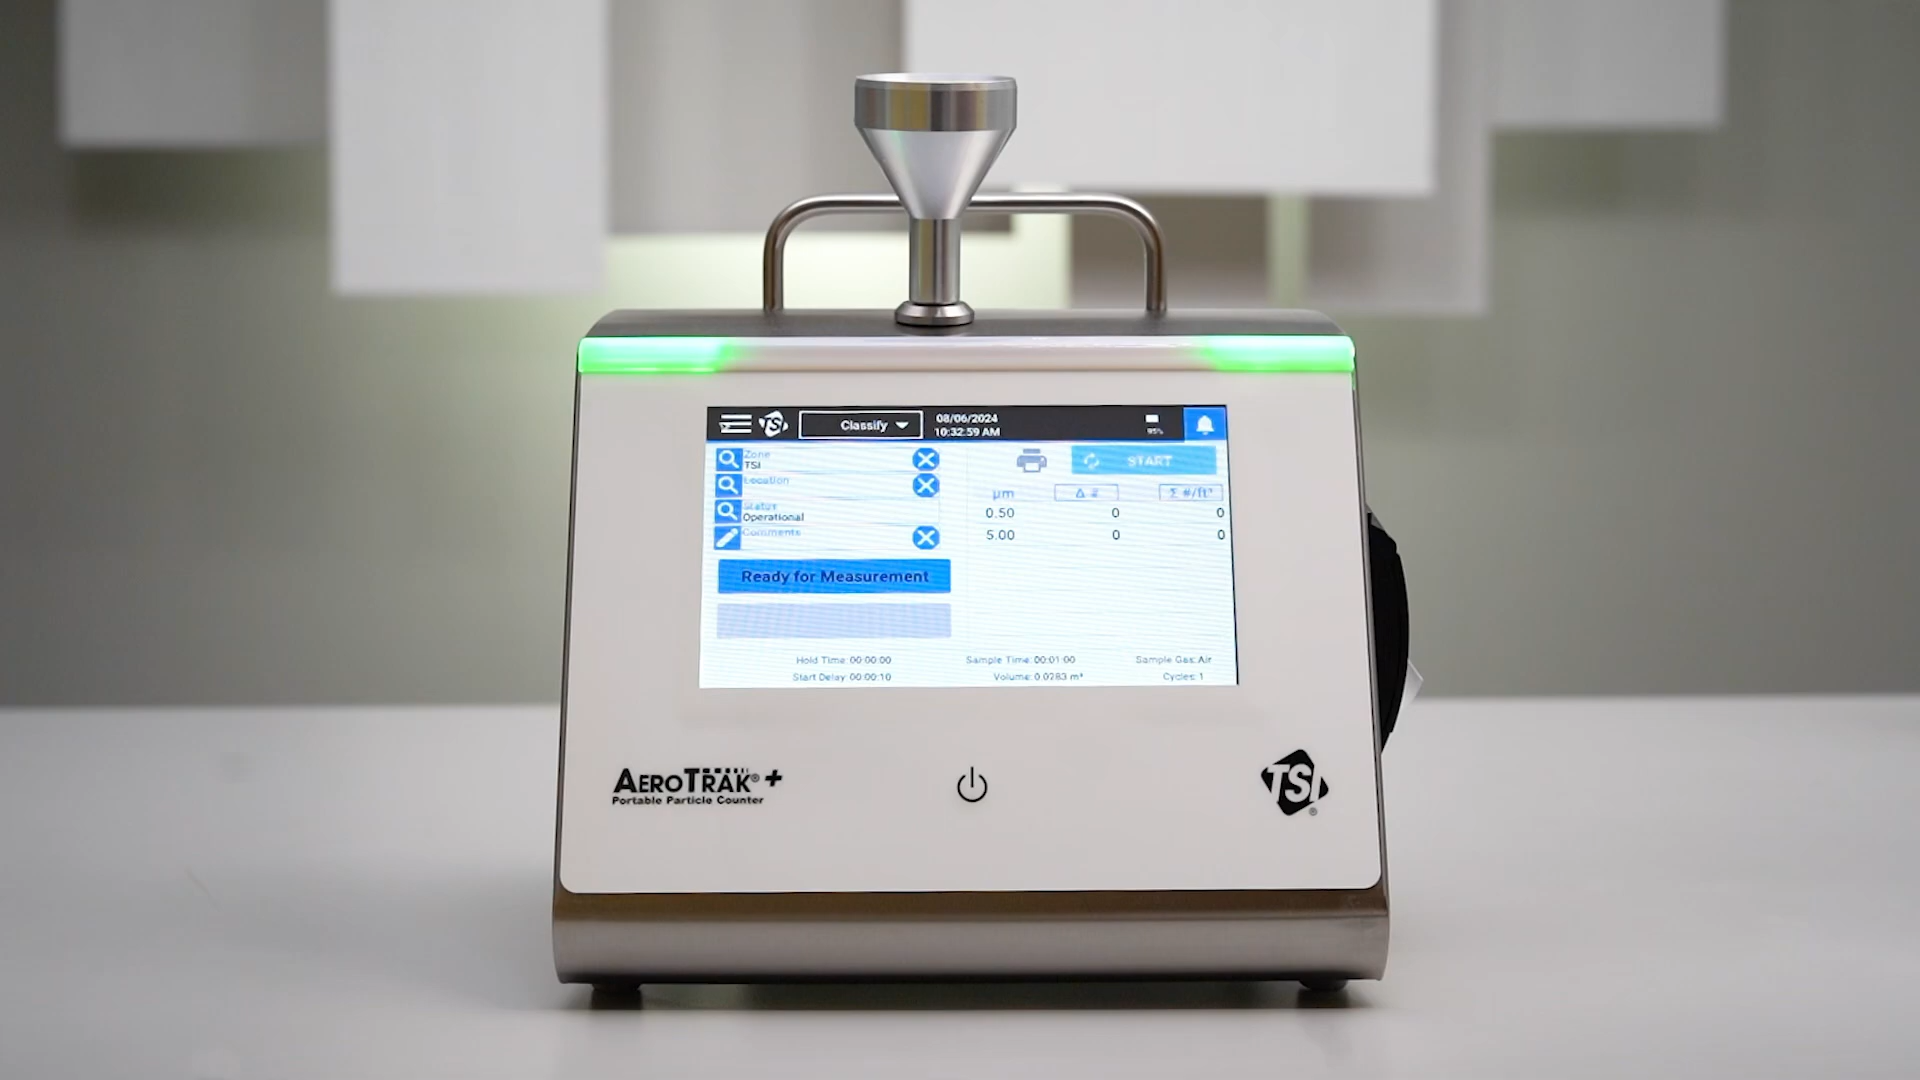 TSI
Classify
08/06/2024
10:32:59 AM
95%
Zone
TSI
Location
Status
Operational
Comments
Ready for Measurement
START
µm Δ # Σ #/ft³
0.50 0 0
5.00 0 0
Hold Time: 00:00:00 Sample Time: 00:01:00 Sample Gas: Air
Start Delay: 00:00:10 Volume: 0.0283 m³ Cycles: 1
AEROTRAK®+
Portable Particle Counter
TSI®